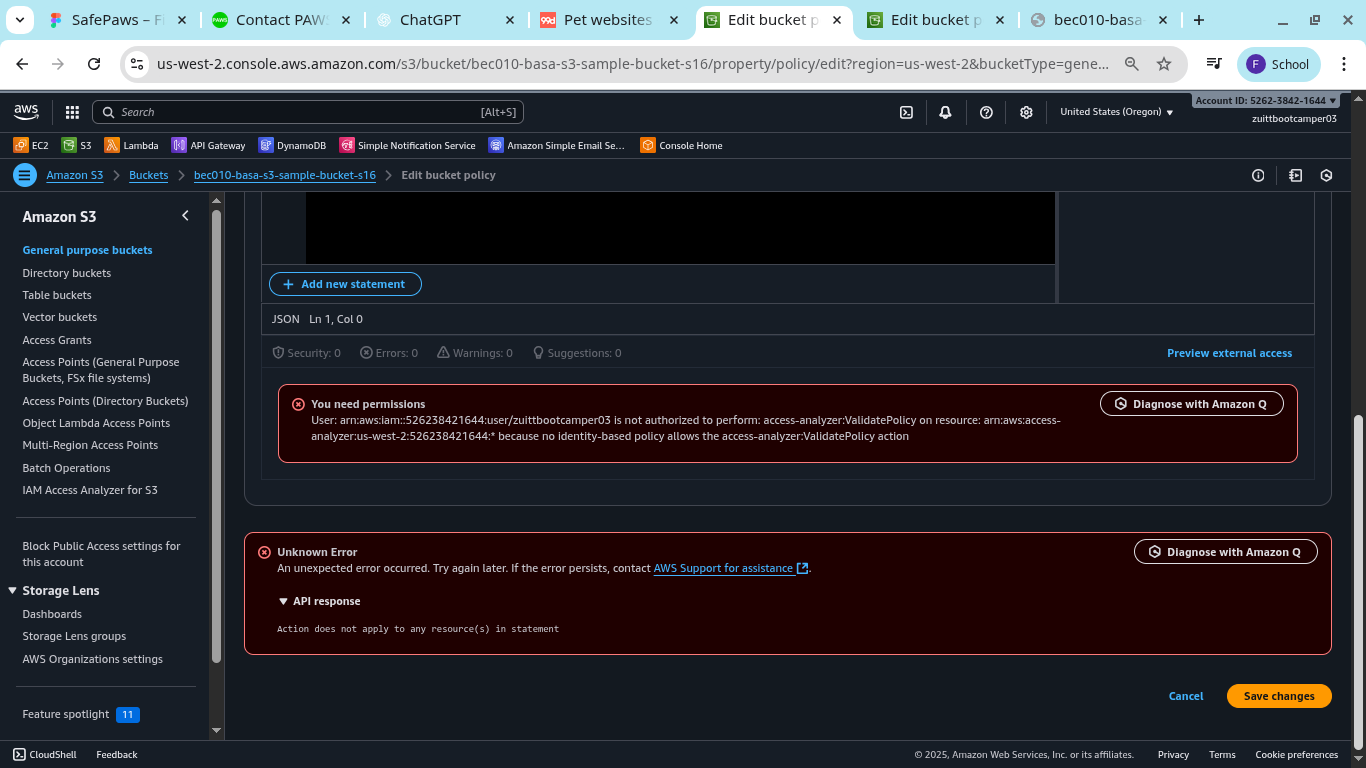 SafePaws – Fi
Contact PAWS
ChatGPT
Pet websites
Edit bucket p
Edit bucket p
bec010-basa-
us-west-2.console.aws.amazon.com/s3/bucket/bec010-basa-s3-sample-bucket-s16/property/policy/edit?region=us-west-2&bucketType=gene...
F School
aws
Search [Alt+S]
United States (Oregon)
Account ID: 5262-3842-1644
zuittbootcamper03
EC2 S3 Lambda API Gateway DynamoDB Simple Notification Service Amazon Simple Email Se... Console Home
Amazon S3 > Buckets > bec010-basa-s3-sample-bucket-s16 > Edit bucket policy
Amazon S3
General purpose buckets
Directory buckets
Table buckets
Vector buckets
Access Grants
Access Points (General Purpose
Buckets, FSx file systems)
Access Points (Directory Buckets)
Object Lambda Access Points
Multi-Region Access Points
Batch Operations
IAM Access Analyzer for S3
Block Public Access settings for
this account
Storage Lens
Dashboards
Storage Lens groups
AWS Organizations settings
Feature spotlight 11
+ Add new statement
JSON Ln 1, Col 0
Security: 0 Errors: 0 Warnings: 0 Suggestions: 0
Preview external access
You need permissions
Diagnose with Amazon Q
User: arn:aws:iam::526238421644:user/zuittbootcamper03 is not authorized to perform: access-analyzer:ValidatePolicy on resource: arn:aws:access-
analyzer:us-west-2:526238421644:* because no identity-based policy allows the access-analyzer:ValidatePolicy action
Unknown Error
Diagnose with Amazon Q
An unexpected error occurred. Try again later. If the error persists, contact AWS Support for assistance.
API response
Action does not apply to any resource(s) in statement
Cancel
Save changes
CloudShell Feedback
© 2025, Amazon Web Services, Inc. or its affiliates. Privacy Terms Cookie preferences